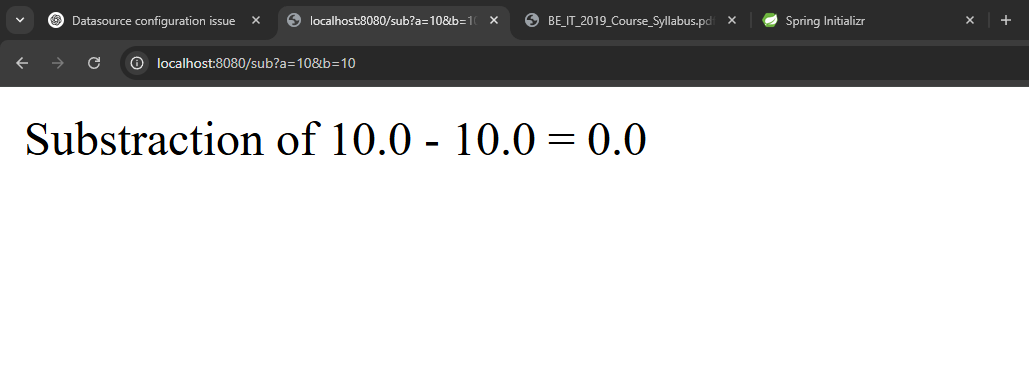 Datasource configuration issue
localhost:8080/sub?a=10&b=10
BE_IT_2019_Course_Syllabus.pd
Spring Initializr
localhost:8080/sub?a=10&b=10
Substraction of 10.0 - 10.0 = 0.0